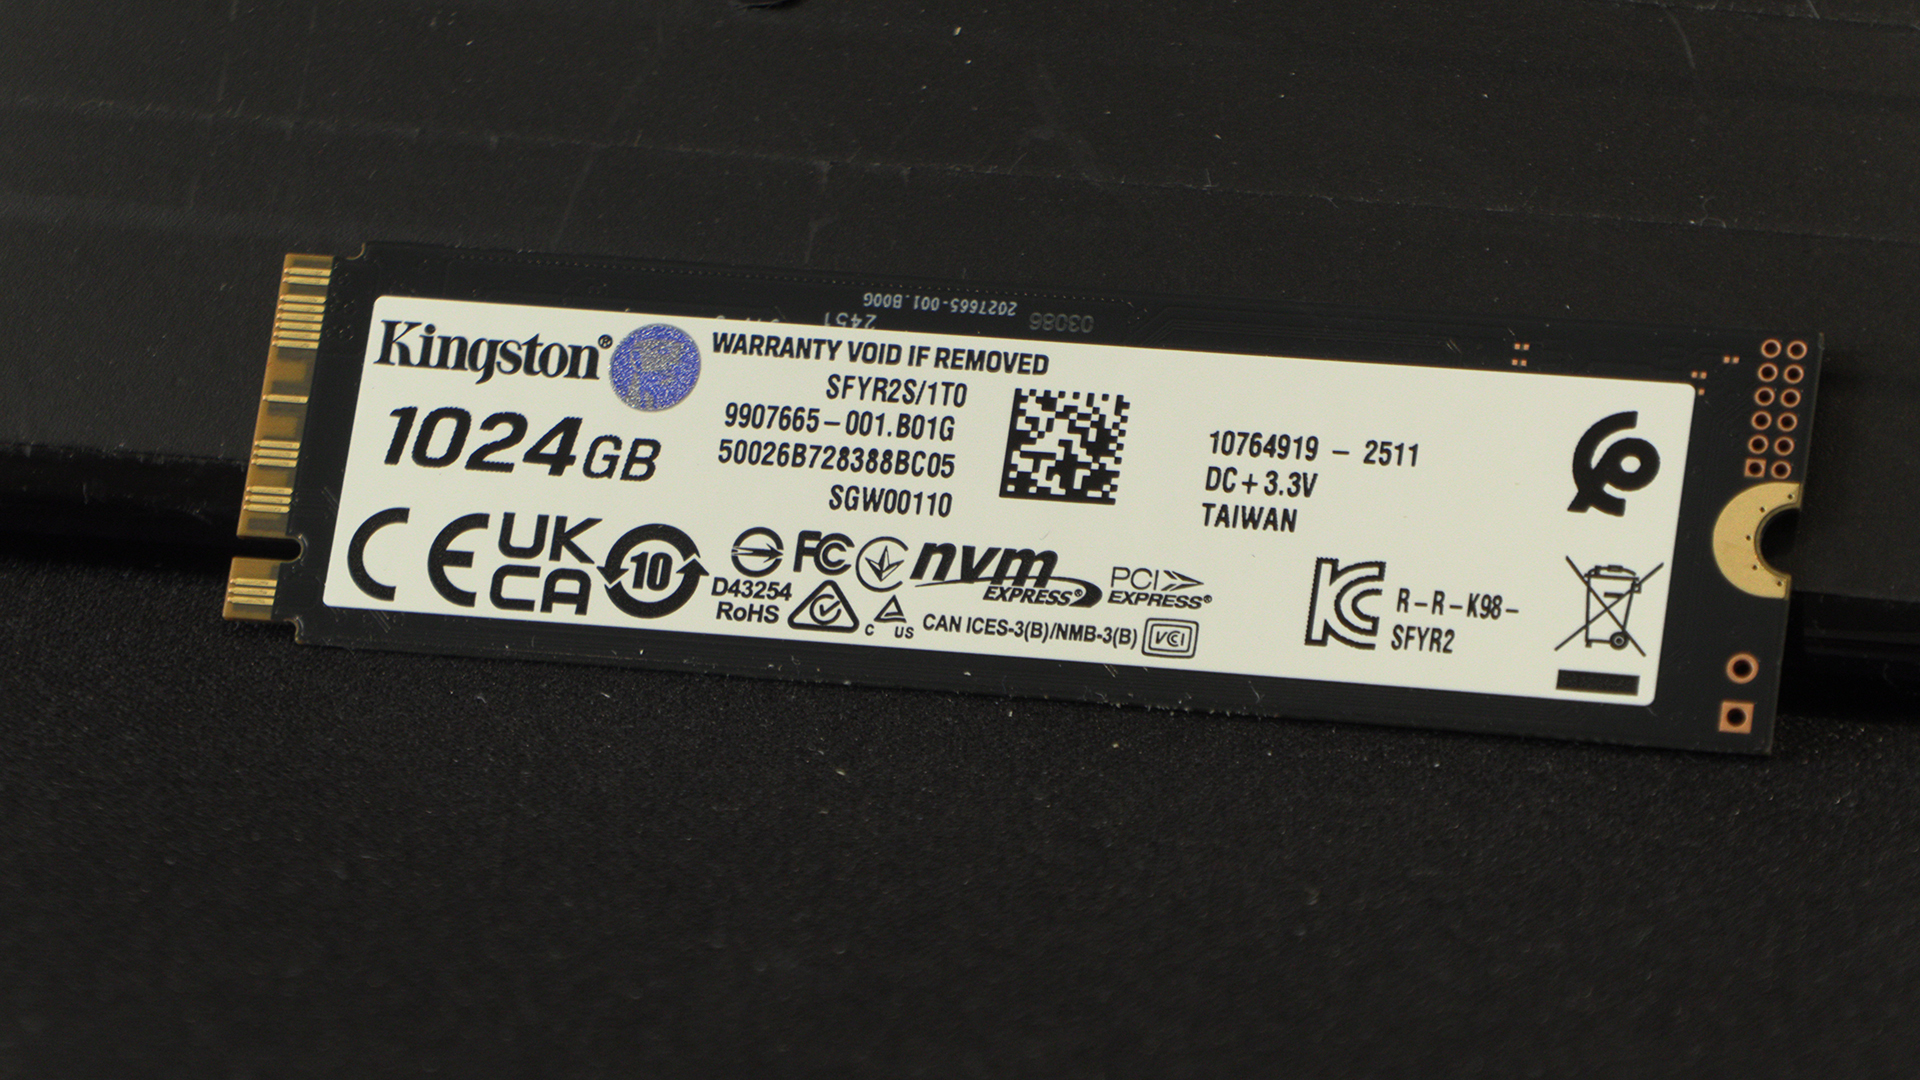 2027665-001.B00G
03086
2451
Kingston®
WARRANTY VOID IF REMOVED
SFYR2S/1T0
1024GB
9907665-001.B01G
50026B728388BC05
SGW00110
10764919 - 2511
DC+3.3V
TAIWAN
CE
UK
CA
10
D43254
RoHS
FC
nvm
EXPRESS®
PCI
EXPRESS®
C US
CAN ICES-3(B)/NMB-3(B)
VCI
R-R-K98-
SFYR2